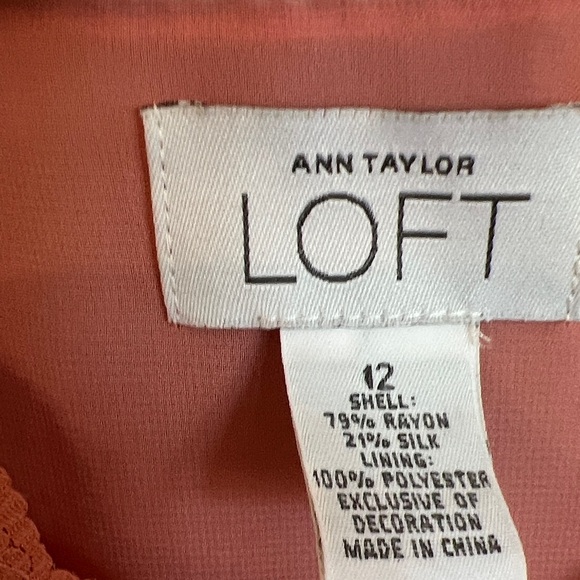 ANN TAYLOR
LOFT
12
SHELL:
79% RAYON
21% SILK
LINING:
100% POLYESTER
EXCLUSIVE OF
DECORATION
MADE IN CHINA